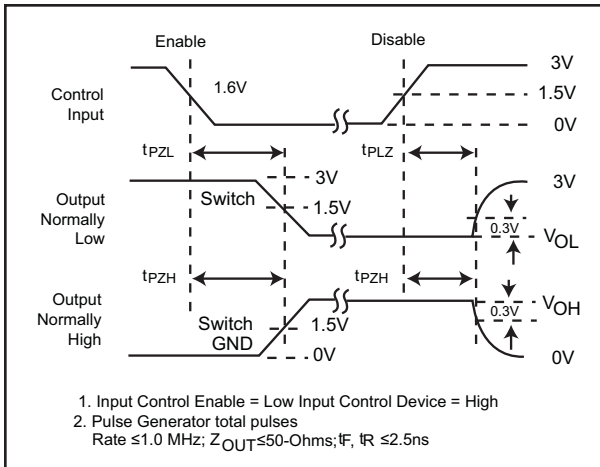 Enable
Disable
Control
Input
1.6V
3V
1.5V
0V
tPZL
tPLZ
Output
Normally
Low
Switch
3V
1.5V
3V
0.3V
VOL
tPZH
tPZH
Output
Normally
High
Switch
GND
1.5V
0V
VOH
0.3V
0V
1. Input Control Enable = Low Input Control Device = High
2. Pulse Generator total pulses
Rate ≤1.0 MHz; ZOUT≤50-Ohms;tF, tR ≤2.5ns